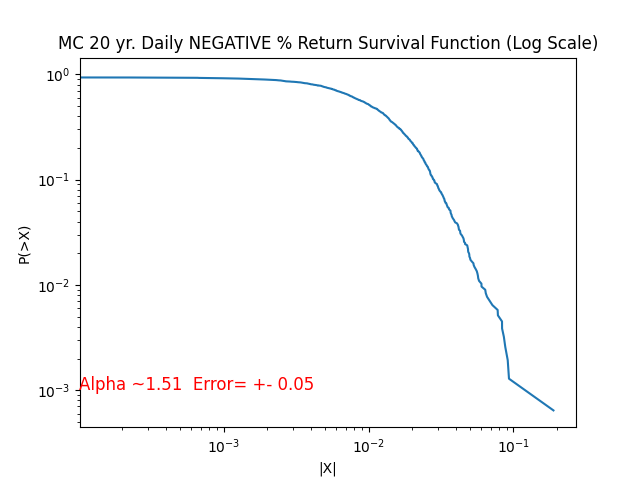 MC 20 yr. Daily NEGATIVE % Return Survival Function (Log Scale)
10⁰
10⁻¹
10⁻²
10⁻³
P(>X)
Alpha ~1.51  Error= +- 0.05
10⁻³ 10⁻² 10⁻¹
|X|